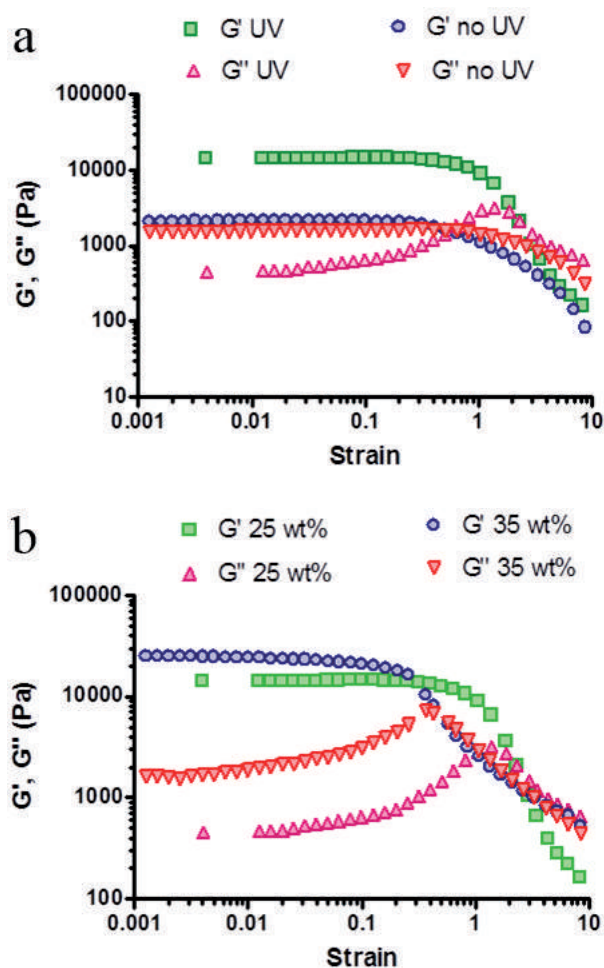 a
G' UV G' no UV
G'' UV G'' no UV
100000
10000
1000
100
10
G', G'' (Pa)
0.001 0.01 0.1 1 10
Strain
b
G' 25 wt% G' 35 wt%
G'' 25 wt% G'' 35 wt%
100000
10000
1000
100
G', G'' (Pa)
0.001 0.01 0.1 1 10
Strain